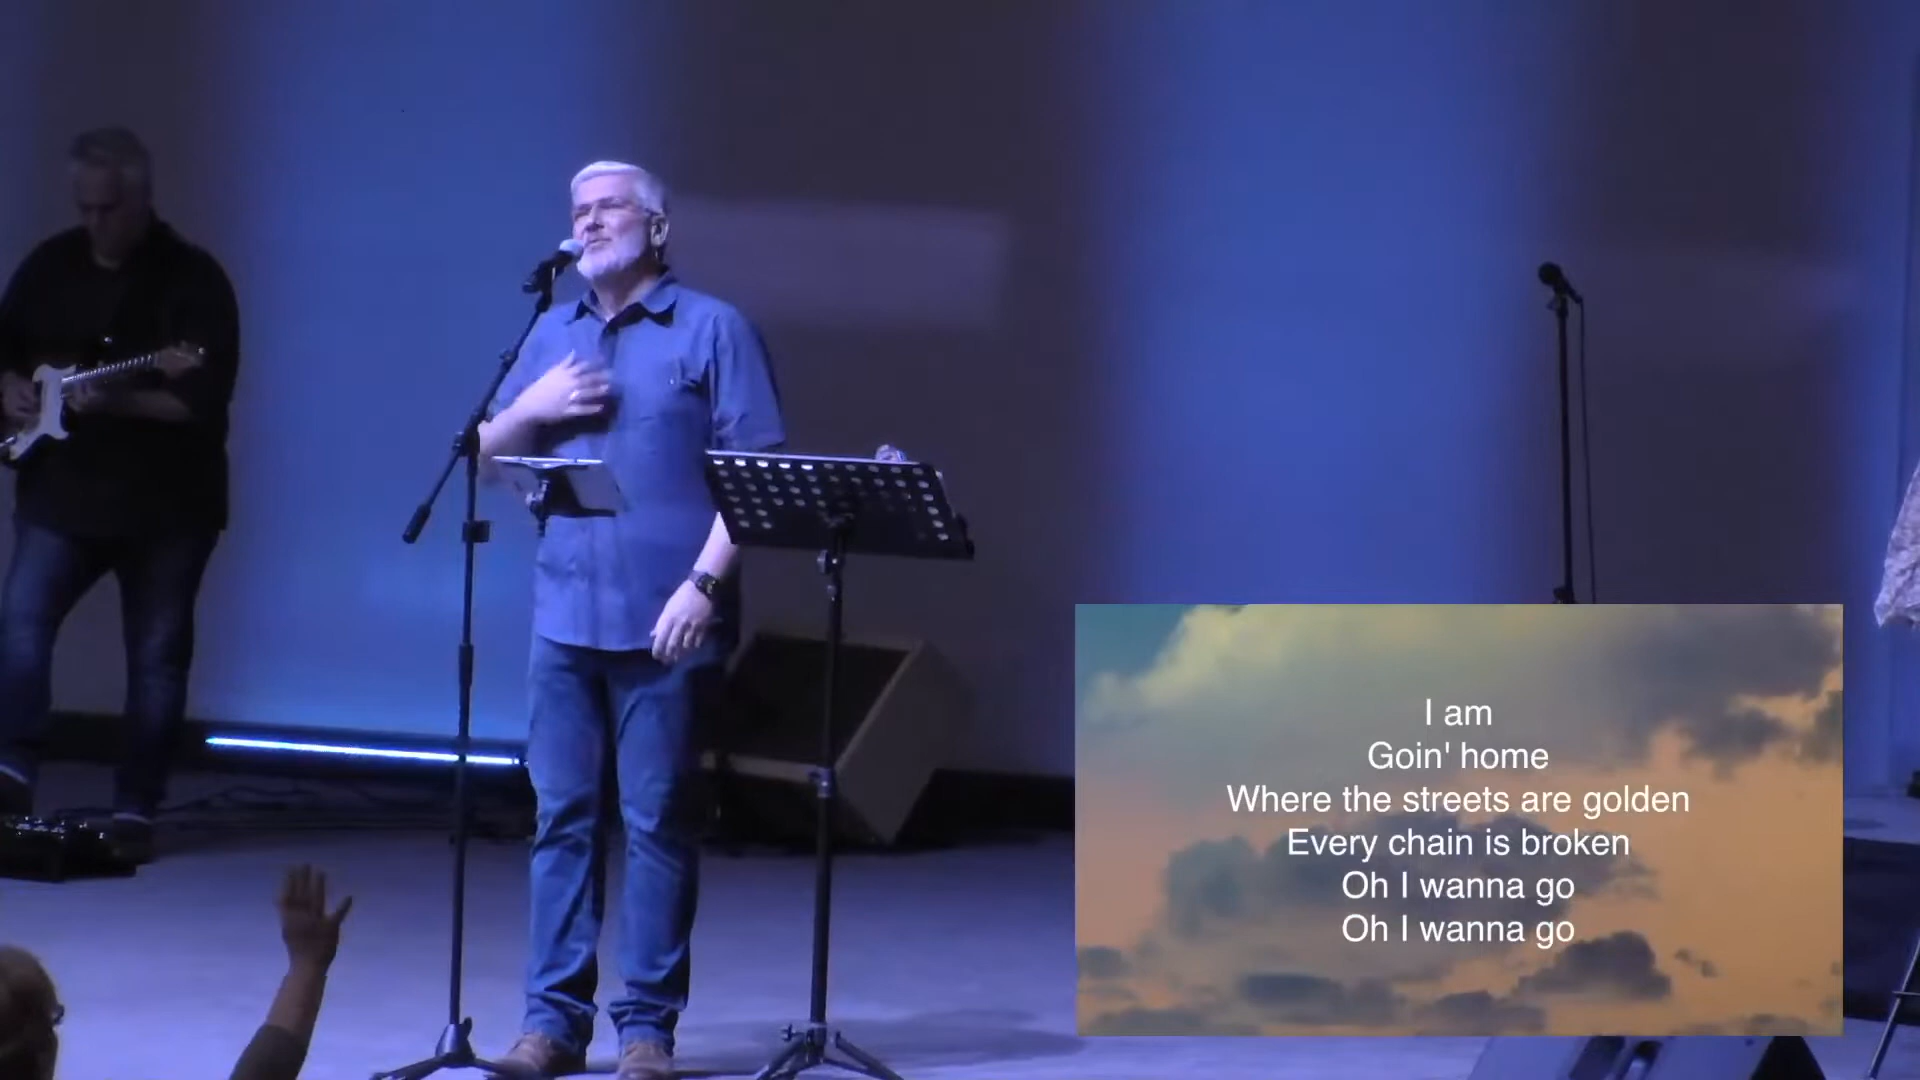 I am
Goin' home
Where the streets are golden
Every chain is broken
Oh I wanna go
Oh I wanna go